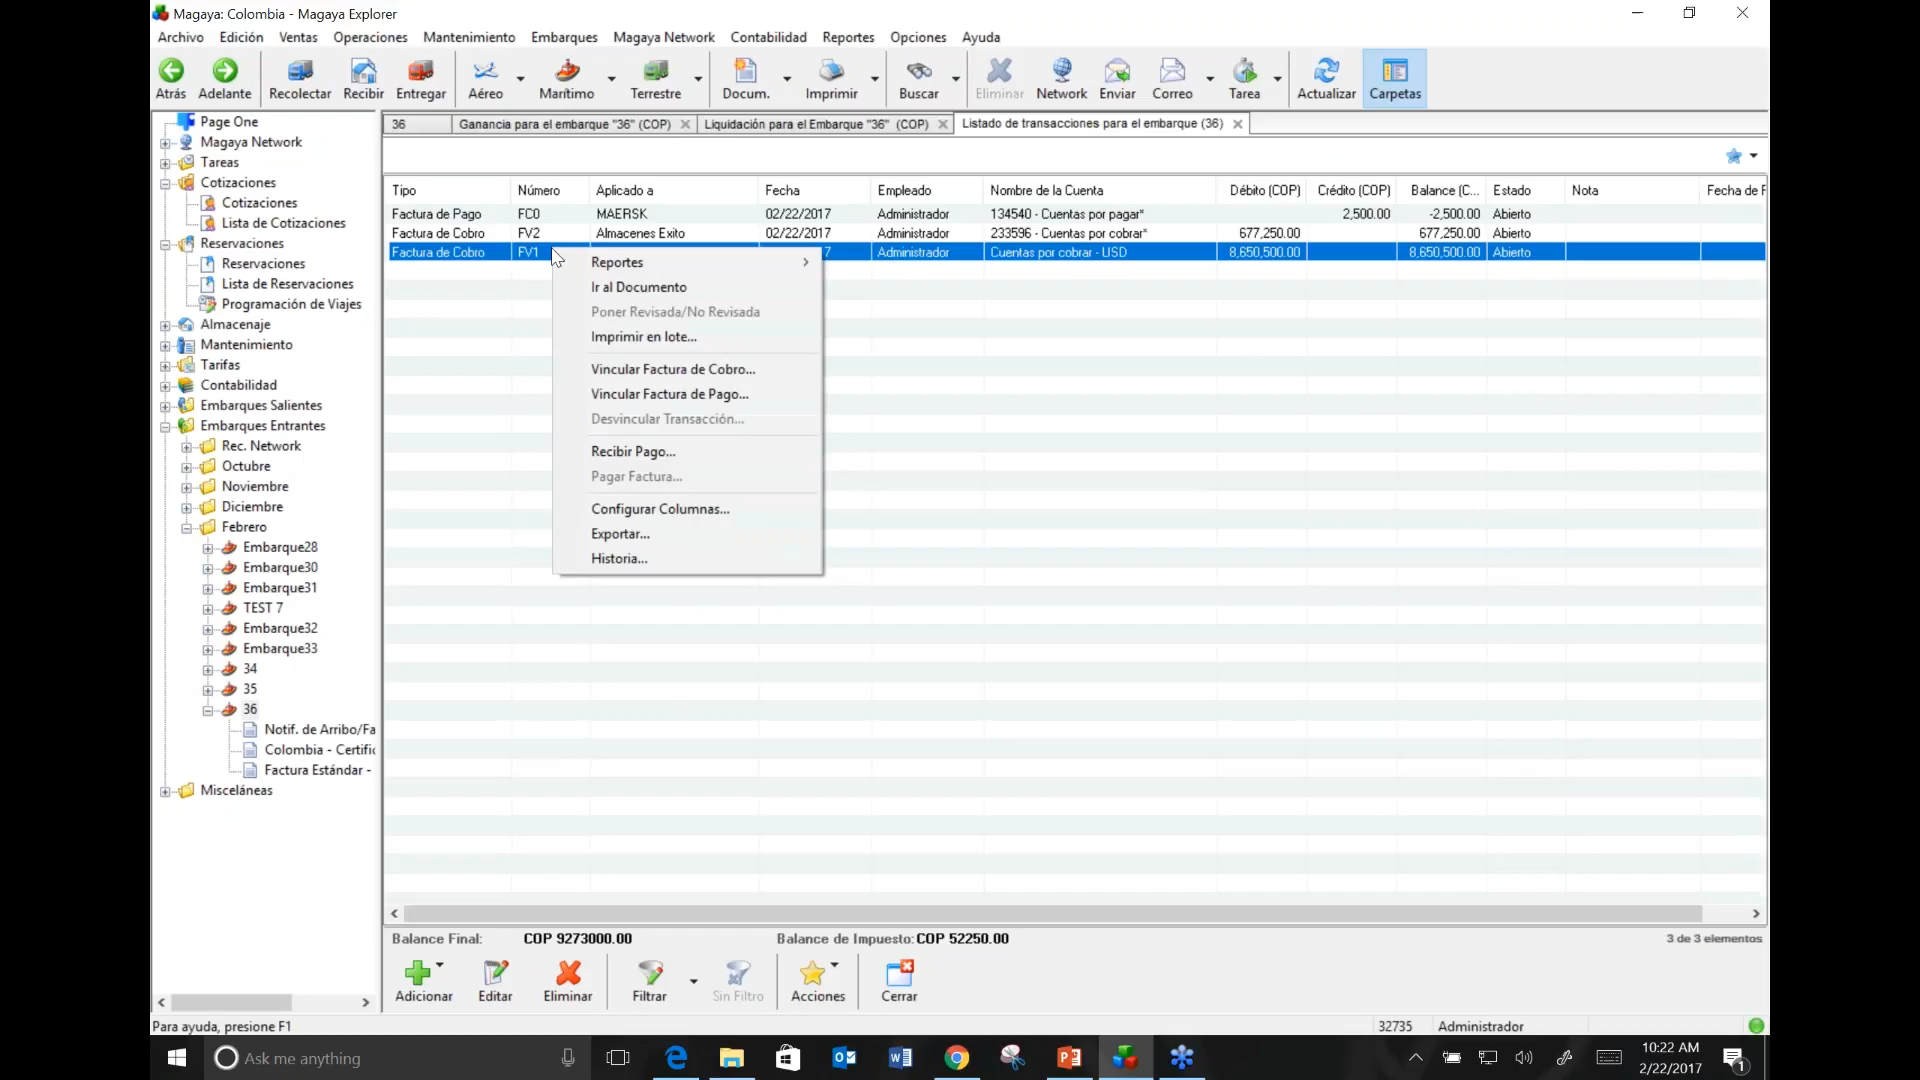 Magaya: Colombia - Magaya Explorer
Archivo Edición Ventas Operaciones Mantenimiento Embarques Magaya Network Contabilidad Reportes Opciones Ayuda
Atrás Adelante Recolectar Recibir Entregar Aéreo Marítimo Terrestre Docum. Imprimir Buscar Eliminar Network Enviar Correo Tarea Actualizar Carpetas
Page One
Magaya Network
Tareas
Cotizaciones
Cotizaciones
Lista de Cotizaciones
Reservaciones
Reservaciones
Lista de Reservaciones
Programación de Viajes
Almacenaje
Mantenimiento
Tarifas
Contabilidad
Embarques Salientes
Embarques Entrantes
Rec. Network
Octubre
Noviembre
Diciembre
Febrero
Embarque28
Embarque30
Embarque31
TEST 7
Embarque32
Embarque33
34
35
36
Notif. de Arribo/Fa
Colombia - Certific
Factura Estándar -
Misceláneas
36 Ganancia para el embarque "36" (COP) Liquidación para el Embarque "36" (COP) Listado de transacciones para el embarque (36)
Tipo Número Aplicado a Fecha Empleado Nombre de la Cuenta Débito (COP) Crédito (COP) Balance (C... Estado Nota Fecha de F
Factura de Pago FC0 MAERSK 02/22/2017 Administrador 134540 - Cuentas por pagar* 2,500.00 -2,500.00 Abierto
Factura de Cobro FV2 Almacenes Exito 02/22/2017 Administrador 233596 - Cuentas por cobrar* 677,250.00 677,250.00 Abierto
Factura de Cobro FV1 7 Administrador Cuentas por cobrar - USD 8,650,500.00 8,650,500.00 Abierto
Reportes
Ir al Documento
Poner Revisada/No Revisada
Imprimir en lote...
Vincular Factura de Cobro...
Vincular Factura de Pago...
Desvincular Transacción...
Recibir Pago...
Pagar Factura...
Configurar Columnas...
Exportar...
Historia...
Balance Final: COP 9273000.00 Balance de Impuesto: COP 52250.00 3 de 3 elementos
Adicionar Editar Eliminar Filtrar Sin Filtro Acciones Cerrar
Para ayuda, presione F1 32735 Administrador
Ask me anything
10:22 AM
2/22/2017
1